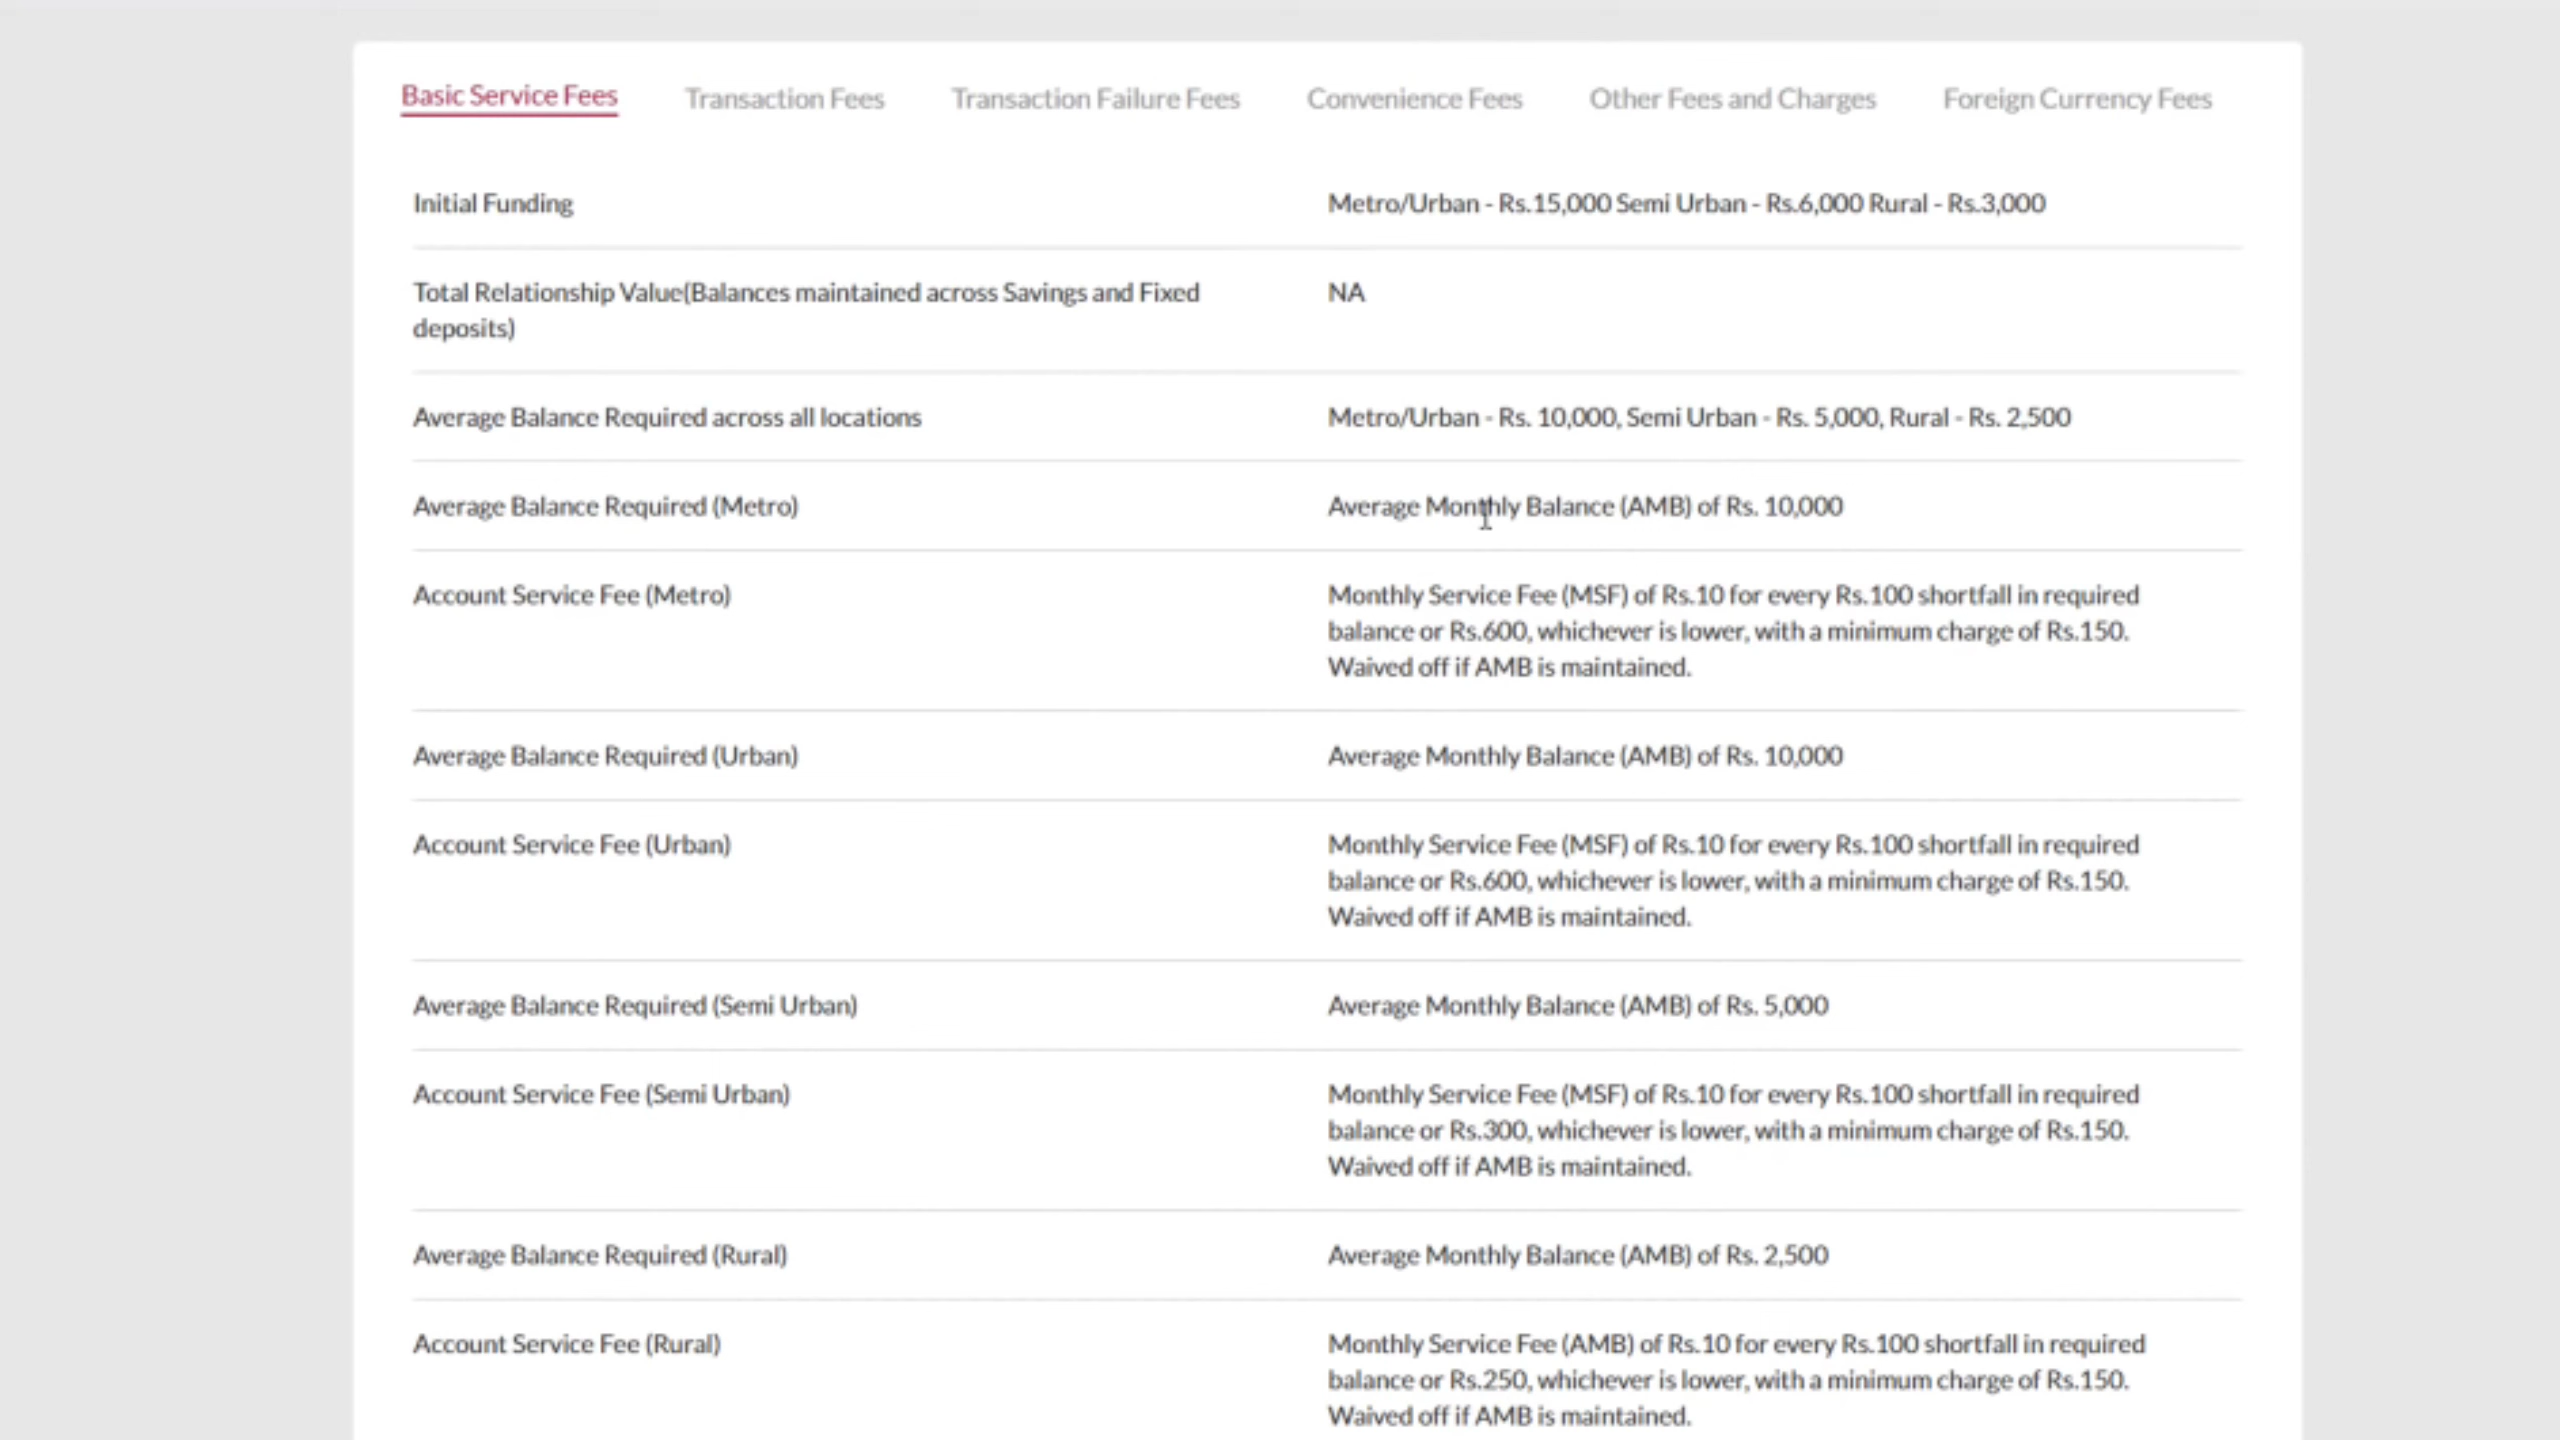 Basic Service Fees Transaction Fees Transaction Failure Fees Convenience Fees Other Fees and Charges Foreign Currency Fees
Initial Funding Metro/Urban - Rs.15,000 Semi Urban - Rs.6,000 Rural - Rs.3,000
Total Relationship Value(Balances maintained across Savings and Fixed NA
deposits)
Average Balance Required across all locations Metro/Urban - Rs. 10,000, Semi Urban - Rs. 5,000, Rural - Rs. 2,500
Average Balance Required (Metro) Average Monthly Balance (AMB) of Rs. 10,000
Account Service Fee (Metro) Monthly Service Fee (MSF) of Rs.10 for every Rs.100 shortfall in required
balance or Rs.600, whichever is lower, with a minimum charge of Rs.150.
Waived off if AMB is maintained.
Average Balance Required (Urban) Average Monthly Balance (AMB) of Rs. 10,000
Account Service Fee (Urban) Monthly Service Fee (MSF) of Rs.10 for every Rs.100 shortfall in required
balance or Rs.600, whichever is lower, with a minimum charge of Rs.150.
Waived off if AMB is maintained.
Average Balance Required (Semi Urban) Average Monthly Balance (AMB) of Rs. 5,000
Account Service Fee (Semi Urban) Monthly Service Fee (MSF) of Rs.10 for every Rs.100 shortfall in required
balance or Rs.300, whichever is lower, with a minimum charge of Rs.150.
Waived off if AMB is maintained.
Average Balance Required (Rural) Average Monthly Balance (AMB) of Rs. 2,500
Account Service Fee (Rural) Monthly Service Fee (AMB) of Rs.10 for every Rs.100 shortfall in required
balance or Rs.250, whichever is lower, with a minimum charge of Rs.150.
Waived off if AMB is maintained.